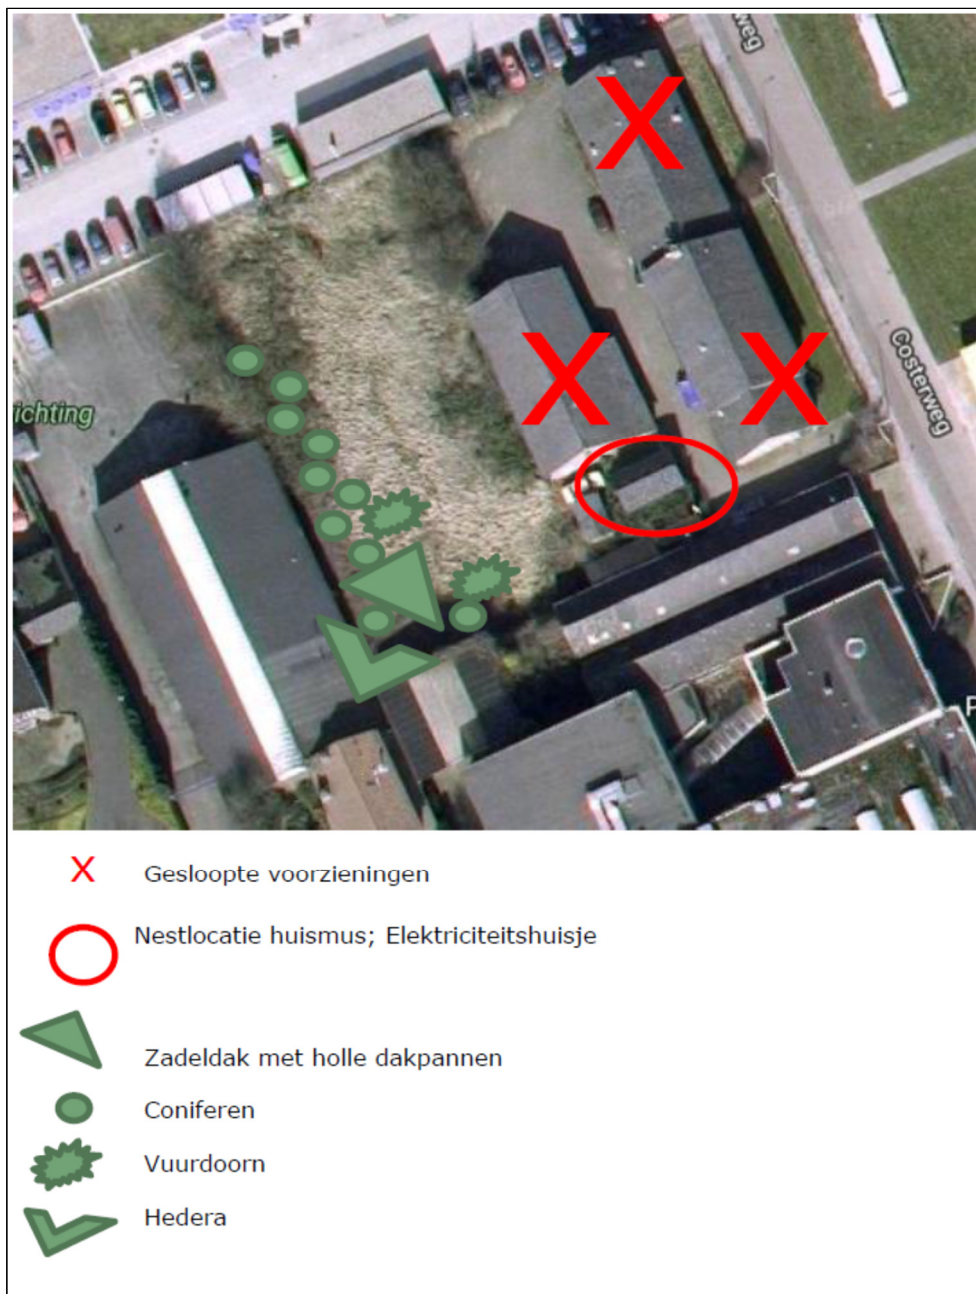 weg
Costerweg
ichting
P
X Gesloopte voorzieningen
Nestlocatie huismus; Elektriciteitshuisje
Zadeldak met holle dakpannen
Coniferen
Vuurdoorn
Hedera